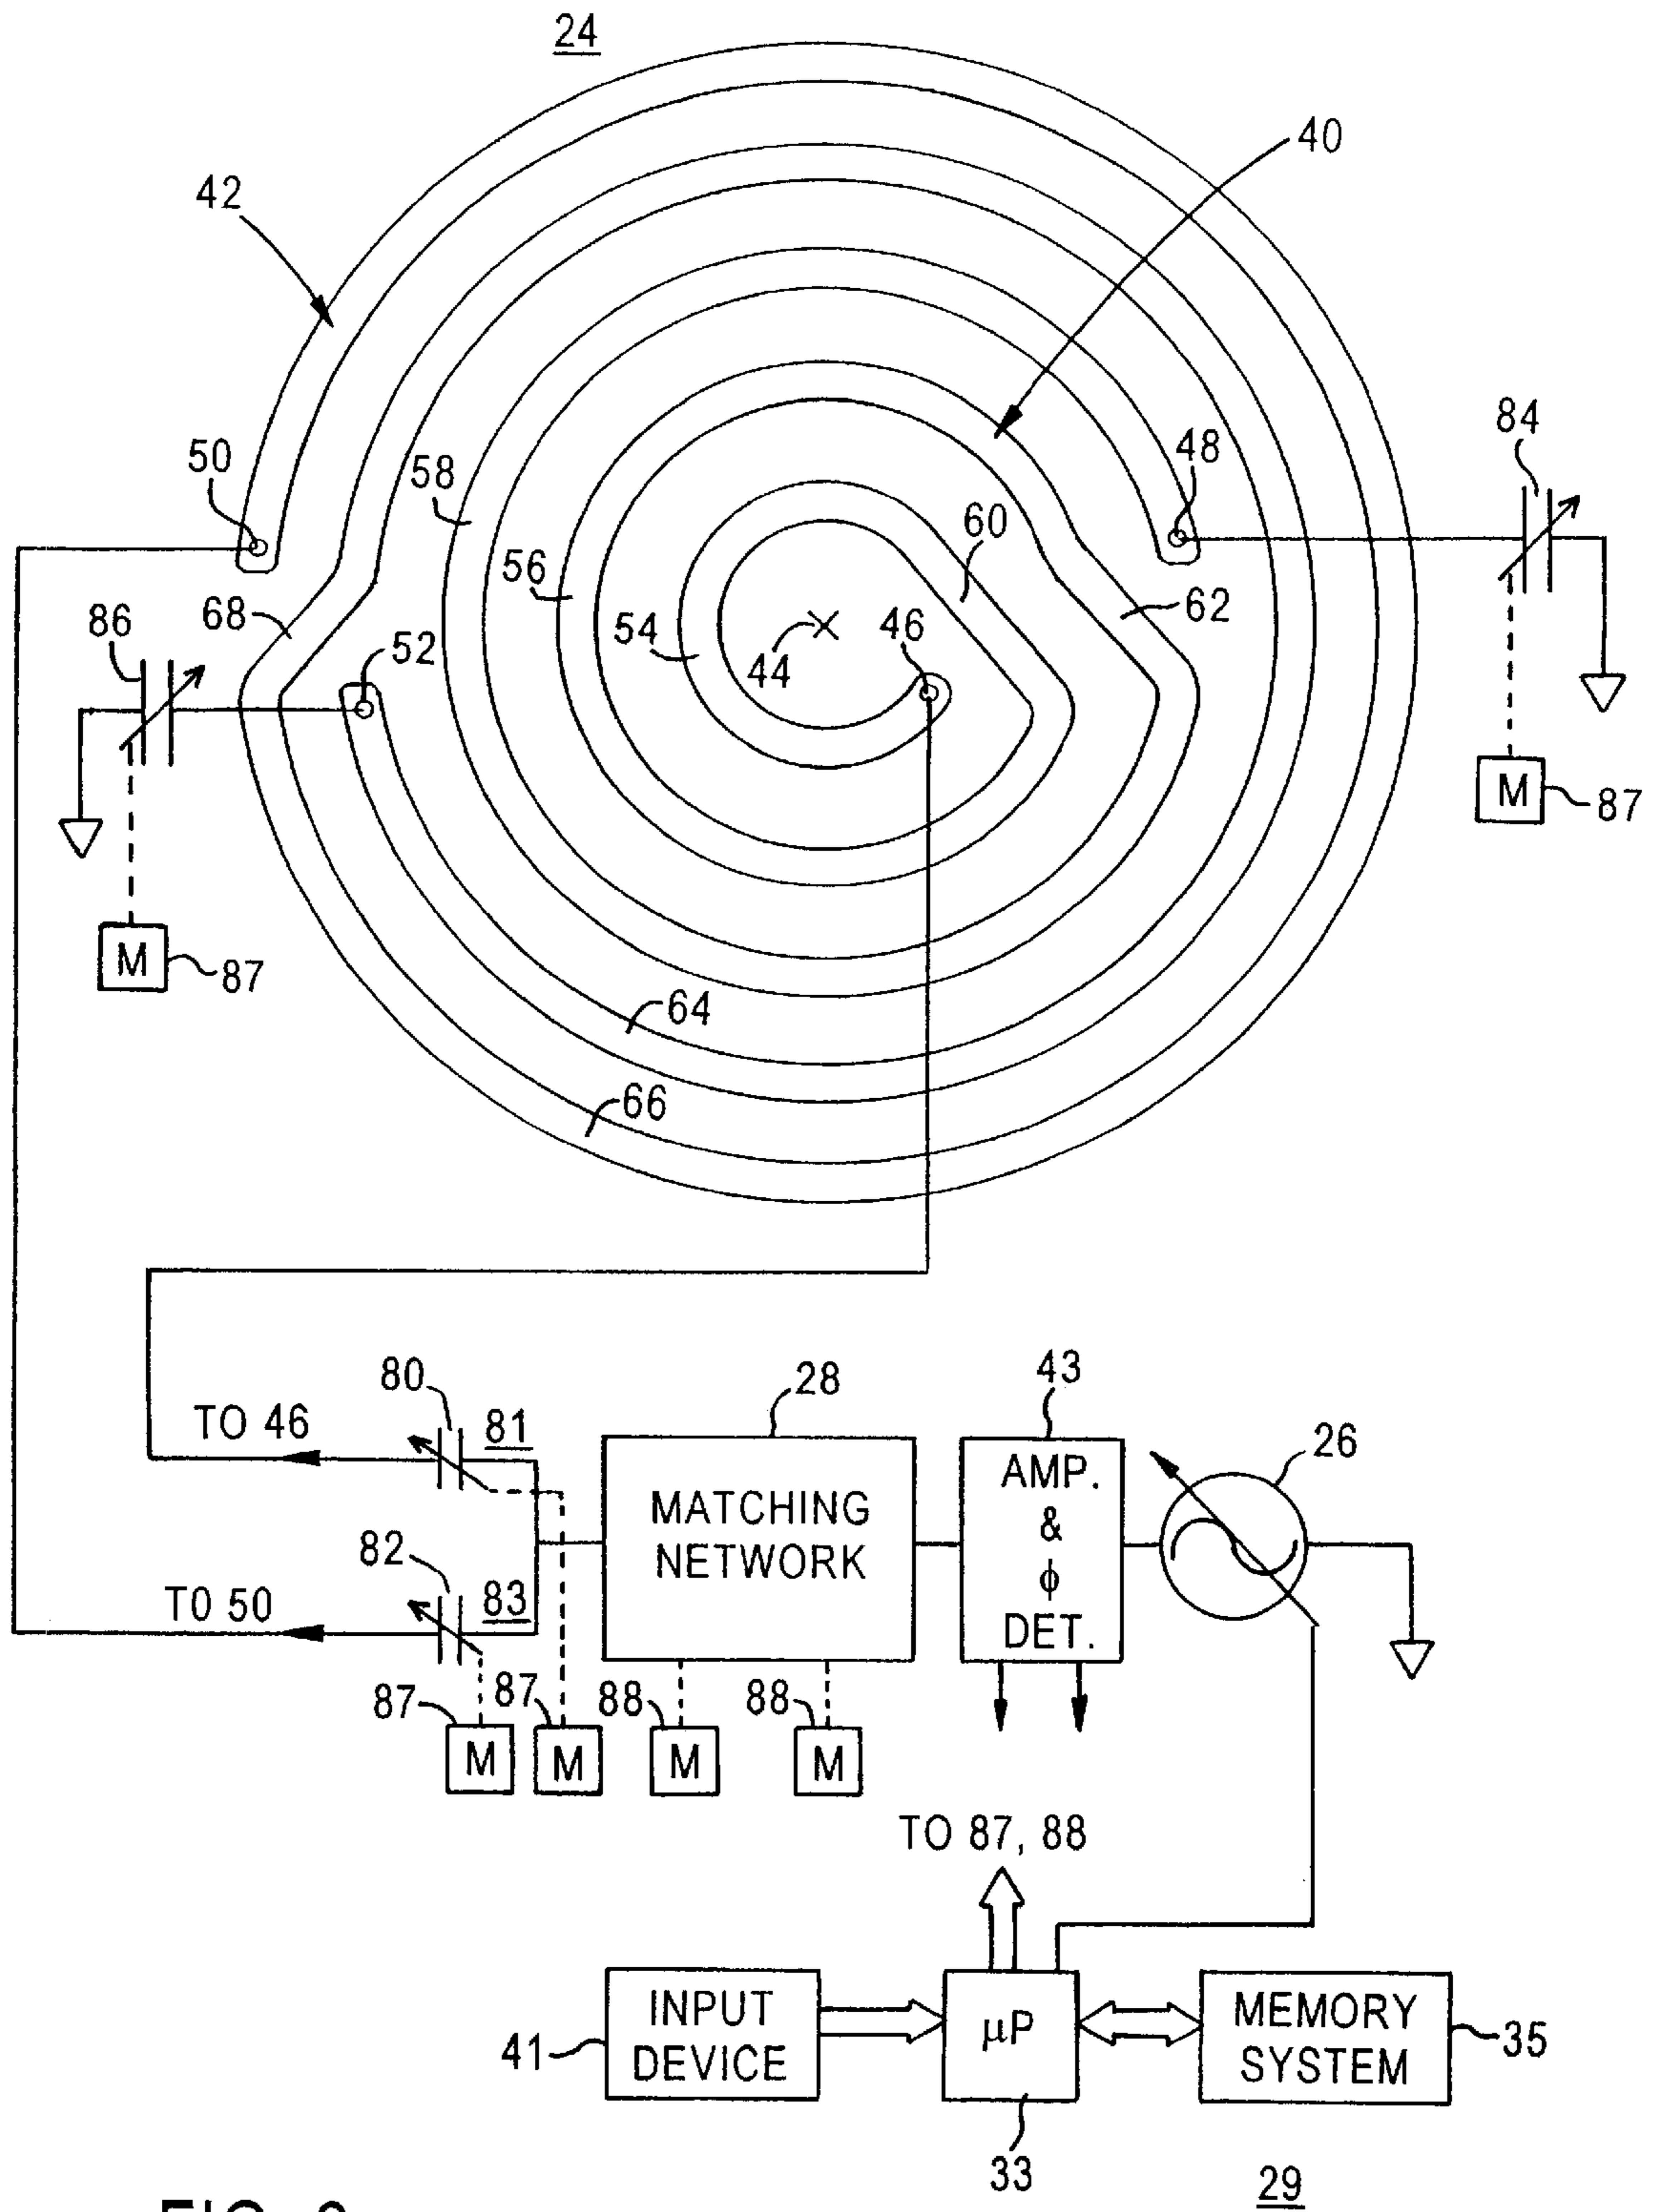 24
40
42
84
50
58
48
60
56
62
68
54
86
46
52
44
M 87
M 87
64
66
80
28
43
TO 46
81
26
AMP.
&
ϕ
DET.
MATCHING
NETWORK
82
TO 50
83
87
87
88
88
M
M
M
M
TO 87, 88
INPUT
DEVICE
μP
MEMORY
SYSTEM
41
35
33
29